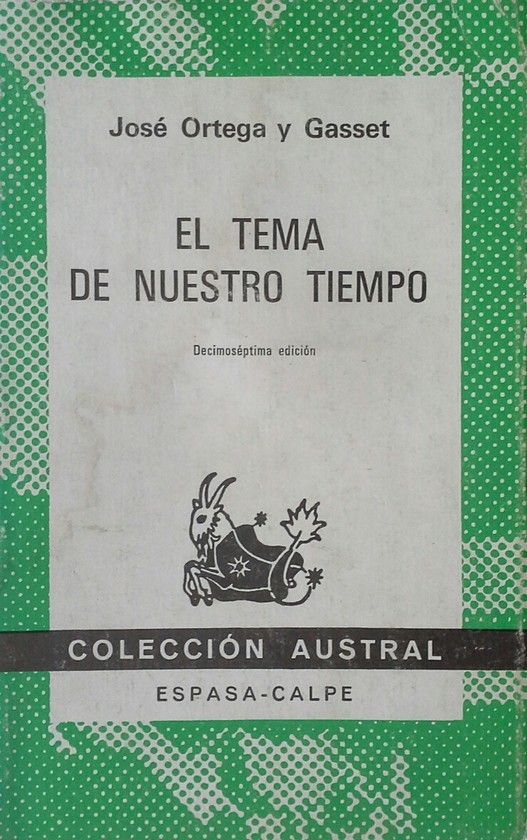 José Ortega y Gasset
EL TEMA
DE NUESTRO TIEMPO
Decimoséptima edición
COLECCIÓN AUSTRAL
ESPASA-CALPE